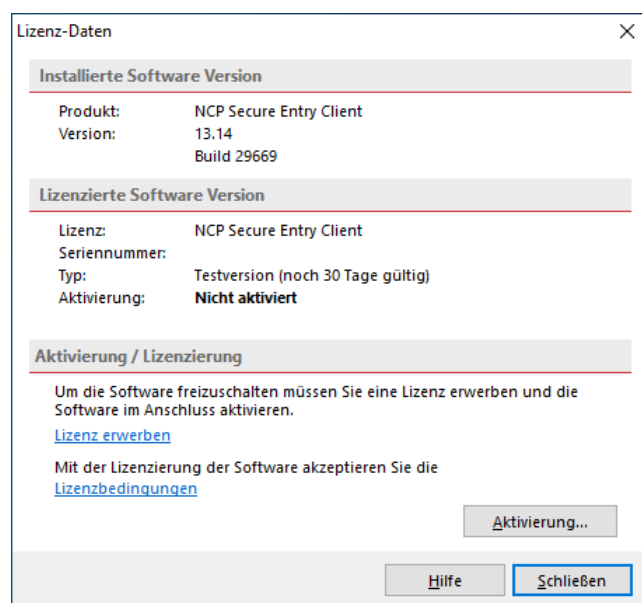 Lizenz-Daten
Installierte Software Version
Produkt: NCP Secure Entry Client
Version: 13.14
Build 29669
Lizenzierte Software Version
Lizenz: NCP Secure Entry Client
Seriennummer:
Typ: Testversion (noch 30 Tage gültig)
Aktivierung: Nicht aktiviert
Aktivierung / Lizenzierung
Um die Software freizuschalten müssen Sie eine Lizenz erwerben und die
Software im Anschluss aktivieren.
Lizenz erwerben
Mit der Lizenzierung der Software akzeptieren Sie die
Lizenzbedingungen
Aktivierung...
Hilfe Schließen